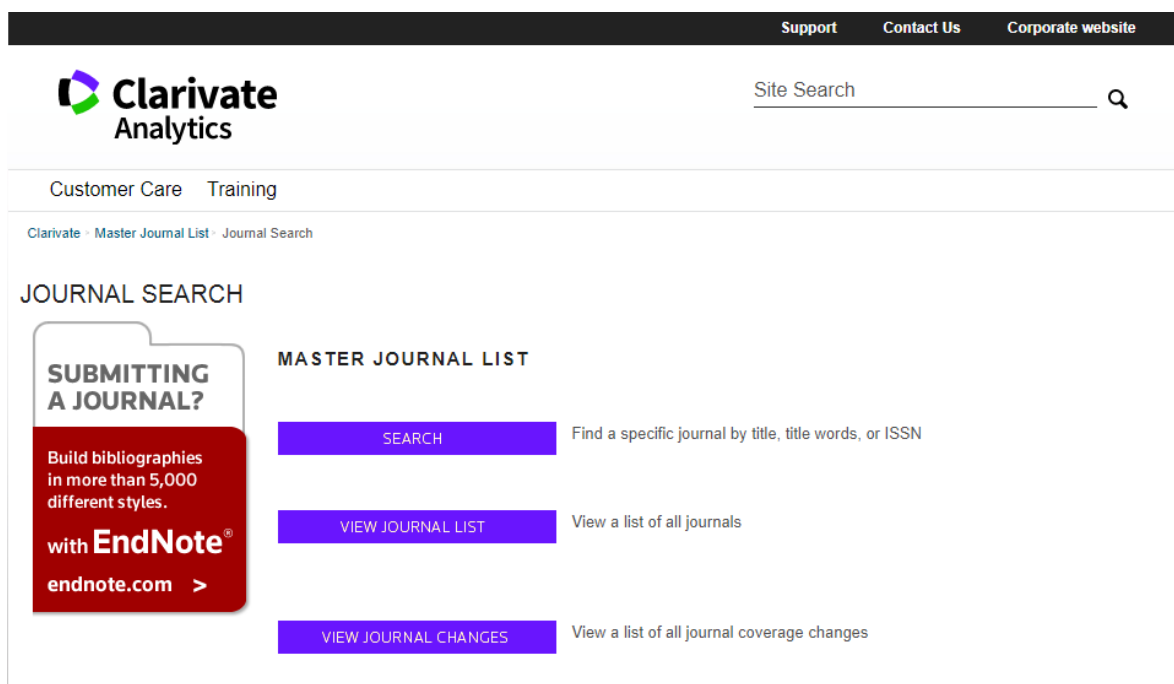 Support Contact Us Corporate website
Clarivate
Analytics
Site Search
Customer Care Training
Clarivate Master Journal List Journal Search
JOURNAL SEARCH
SUBMITTING
A JOURNAL?
Build bibliographies
in more than 5,000
different styles.
with EndNote®
endnote.com >
MASTER JOURNAL LIST
SEARCH Find a specific journal by title, title words, or ISSN
VIEW JOURNAL LIST View a list of all journals
VIEW JOURNAL CHANGES View a list of all journal coverage changes